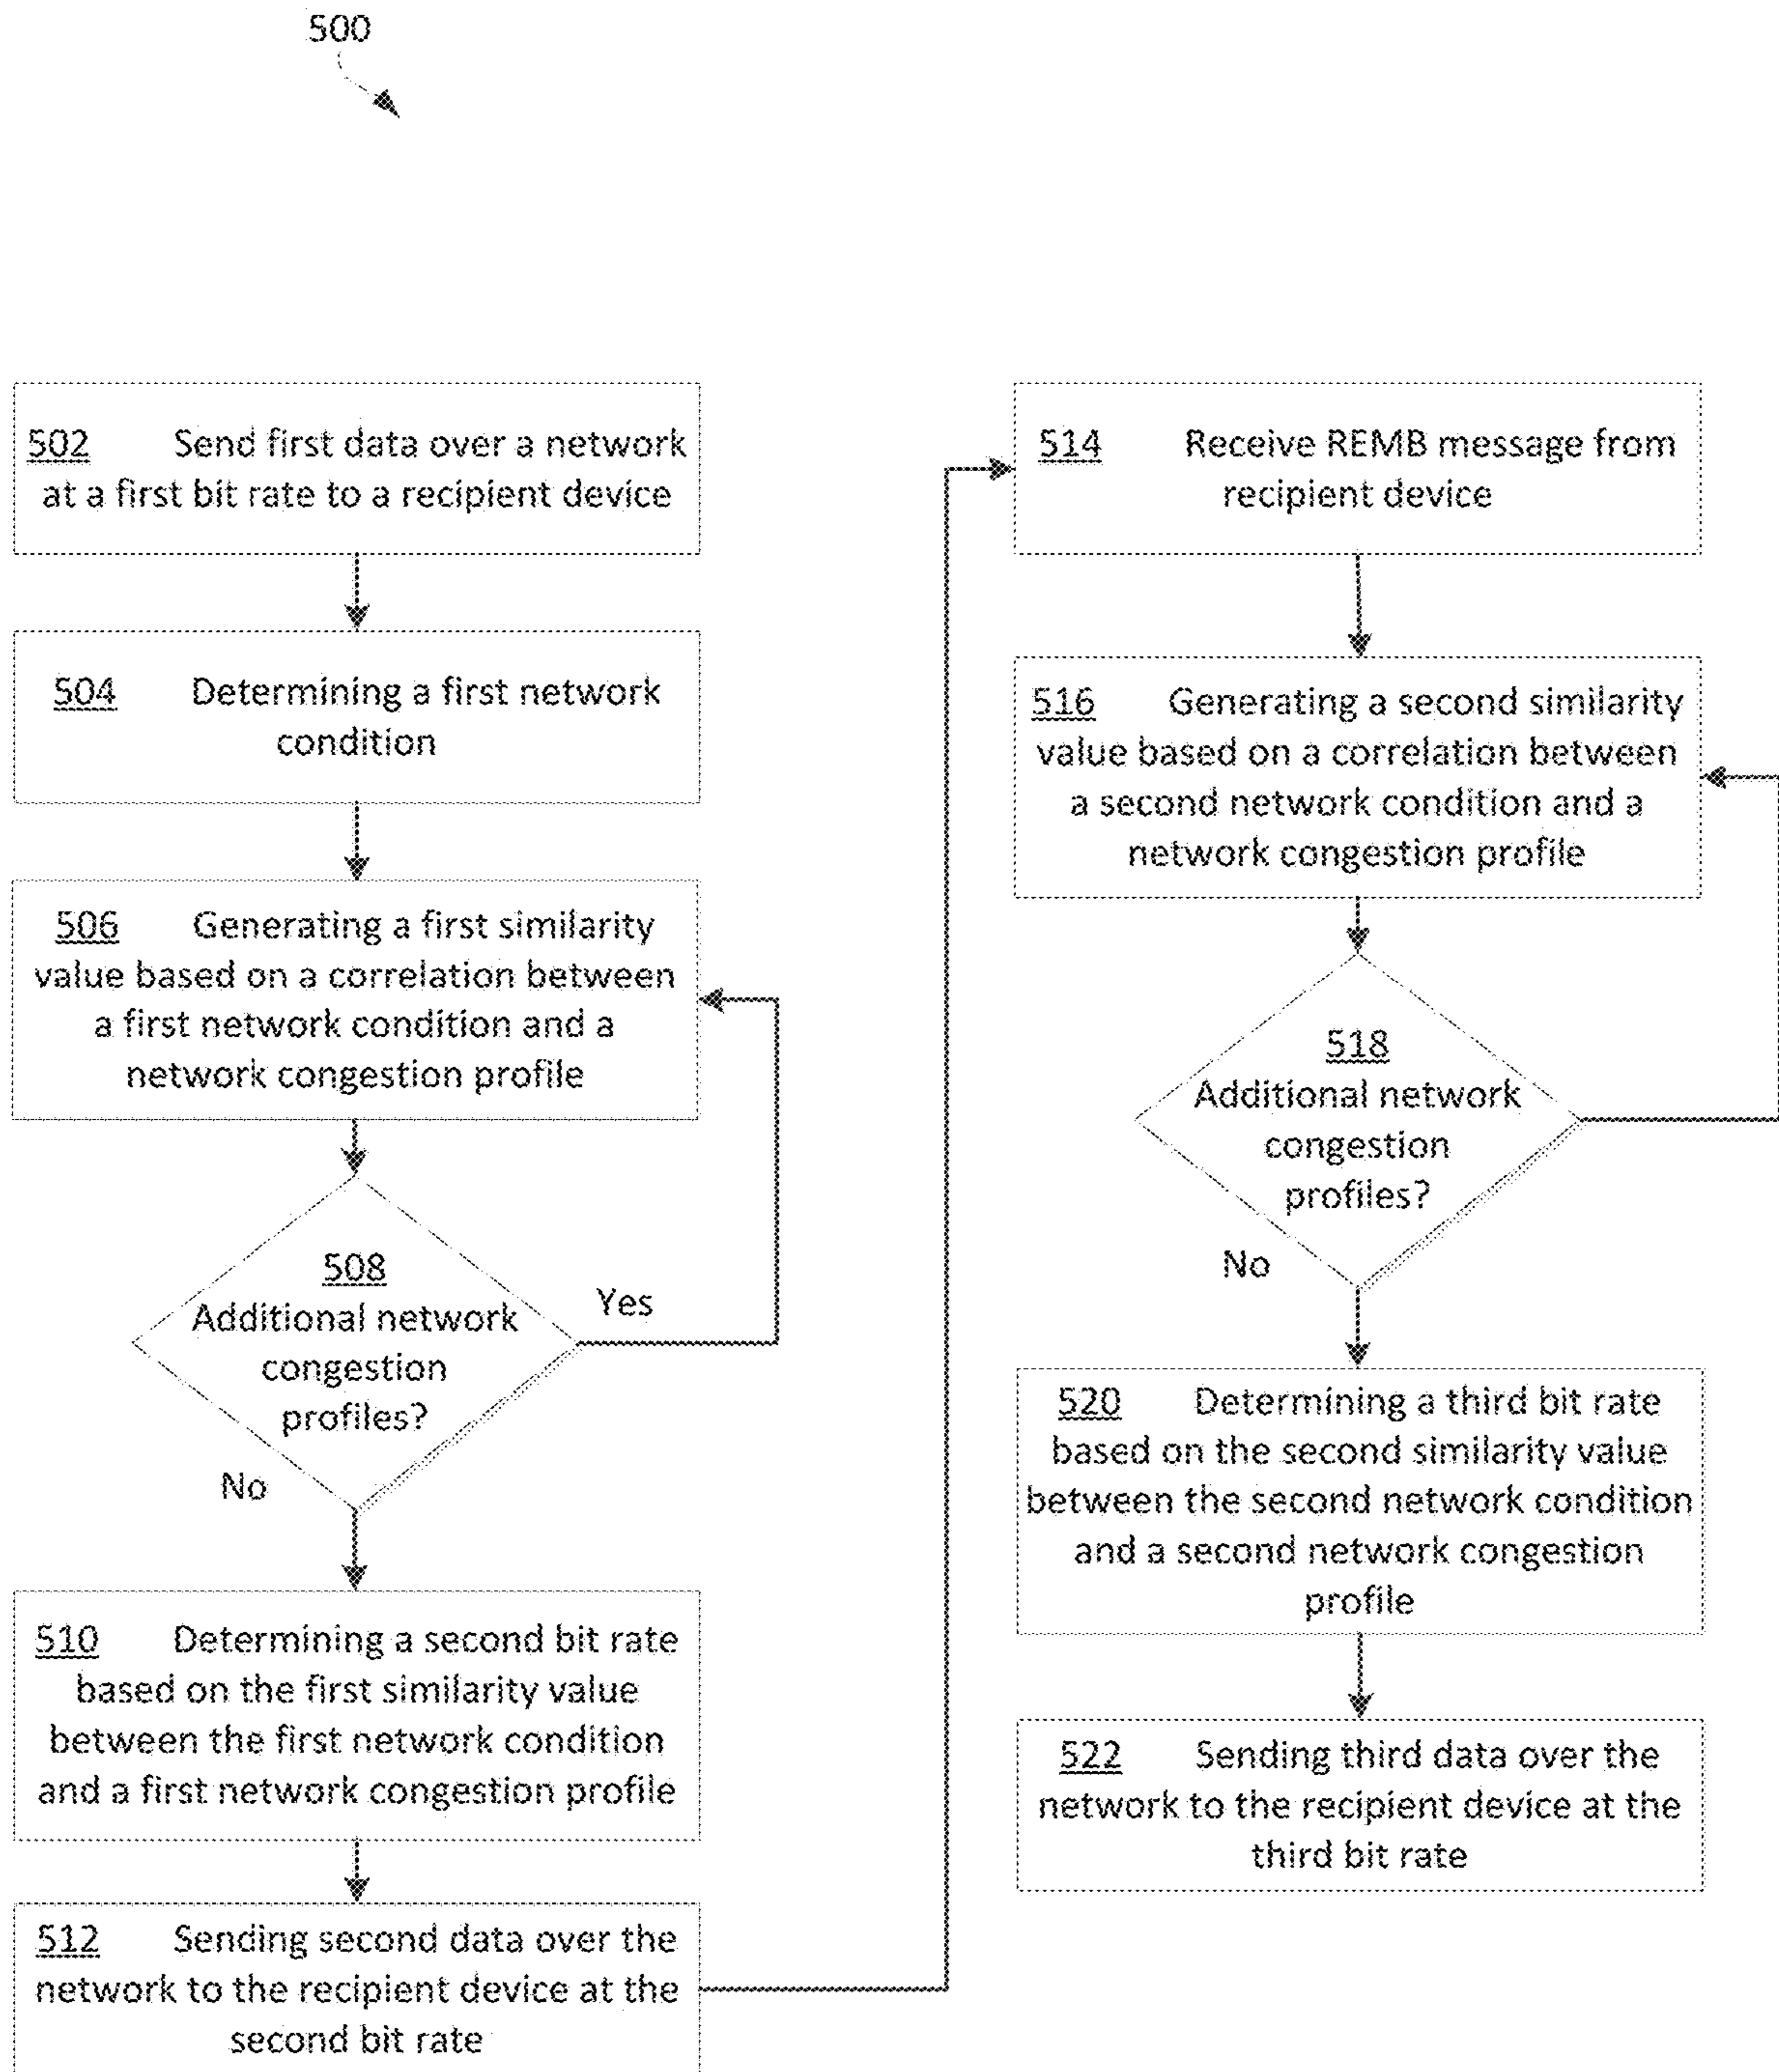 500
502 Send first data over a network
at a first bit rate to a recipient device
504 Determining a first network
condition
506 Generating a first similarity
value based on a correlation between
a first network condition and a
network congestion profile
508
Additional network
congestion
profiles?
Yes
No
510 Determining a second bit rate
based on the first similarity value
between the first network condition
and a first network congestion profile
512 Sending second data over the
network to the recipient device at the
second bit rate
514 Receive REMB message from
recipient device
516 Generating a second similarity
value based on a correlation between
a second network condition and a
network congestion profile
518
Additional network
congestion
profiles?
No
520 Determining a third bit rate
based on the second similarity value
between the second network condition
and a second network congestion
profile
522 Sending third data over the
network to the recipient device at the
third bit rate